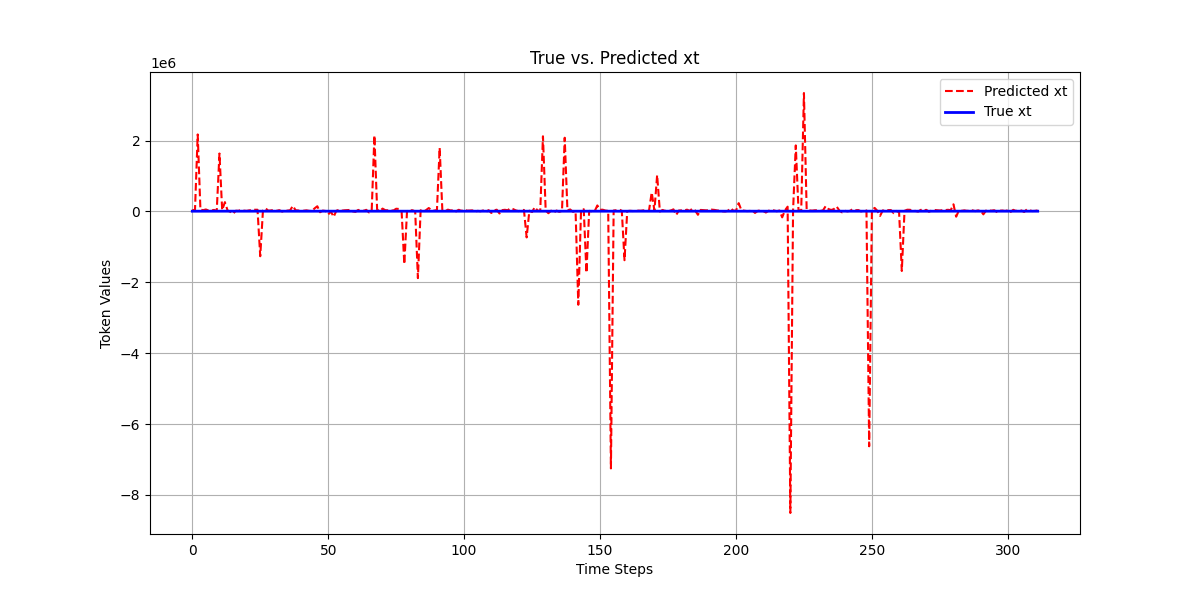 True vs. Predicted xt
1e6
Predicted xt
True xt
2
0
−2
−4
−6
−8
Token Values
0 50 100 150 200 250 300
Time Steps